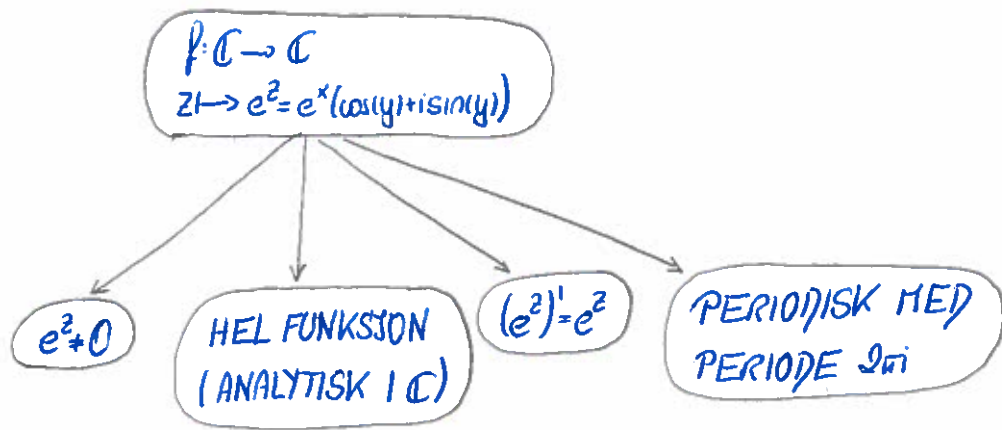 f: ℂ → ℂ
z ↦ e^z = e^x (cos(y) + i sin(y))
e^z ≠ 0
HEL FUNKSJON
(ANALYTISK I ℂ)
(e^z)' = e^z
PERIODISK MED
PERIODE 2πi